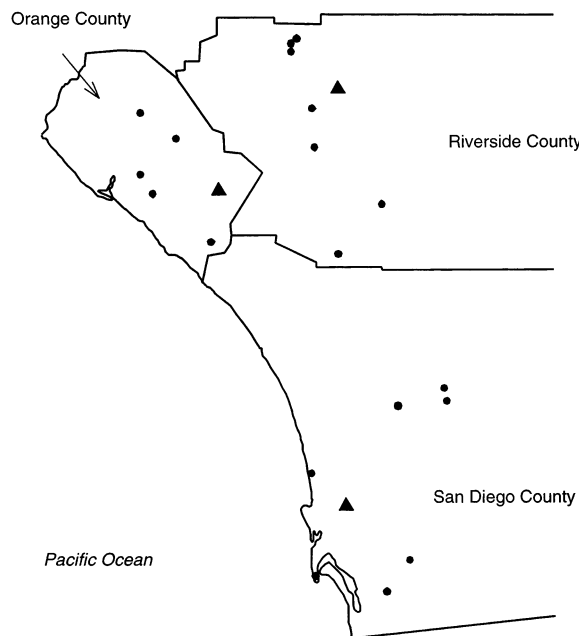 Orange County
Riverside County
San Diego County
Pacific Ocean